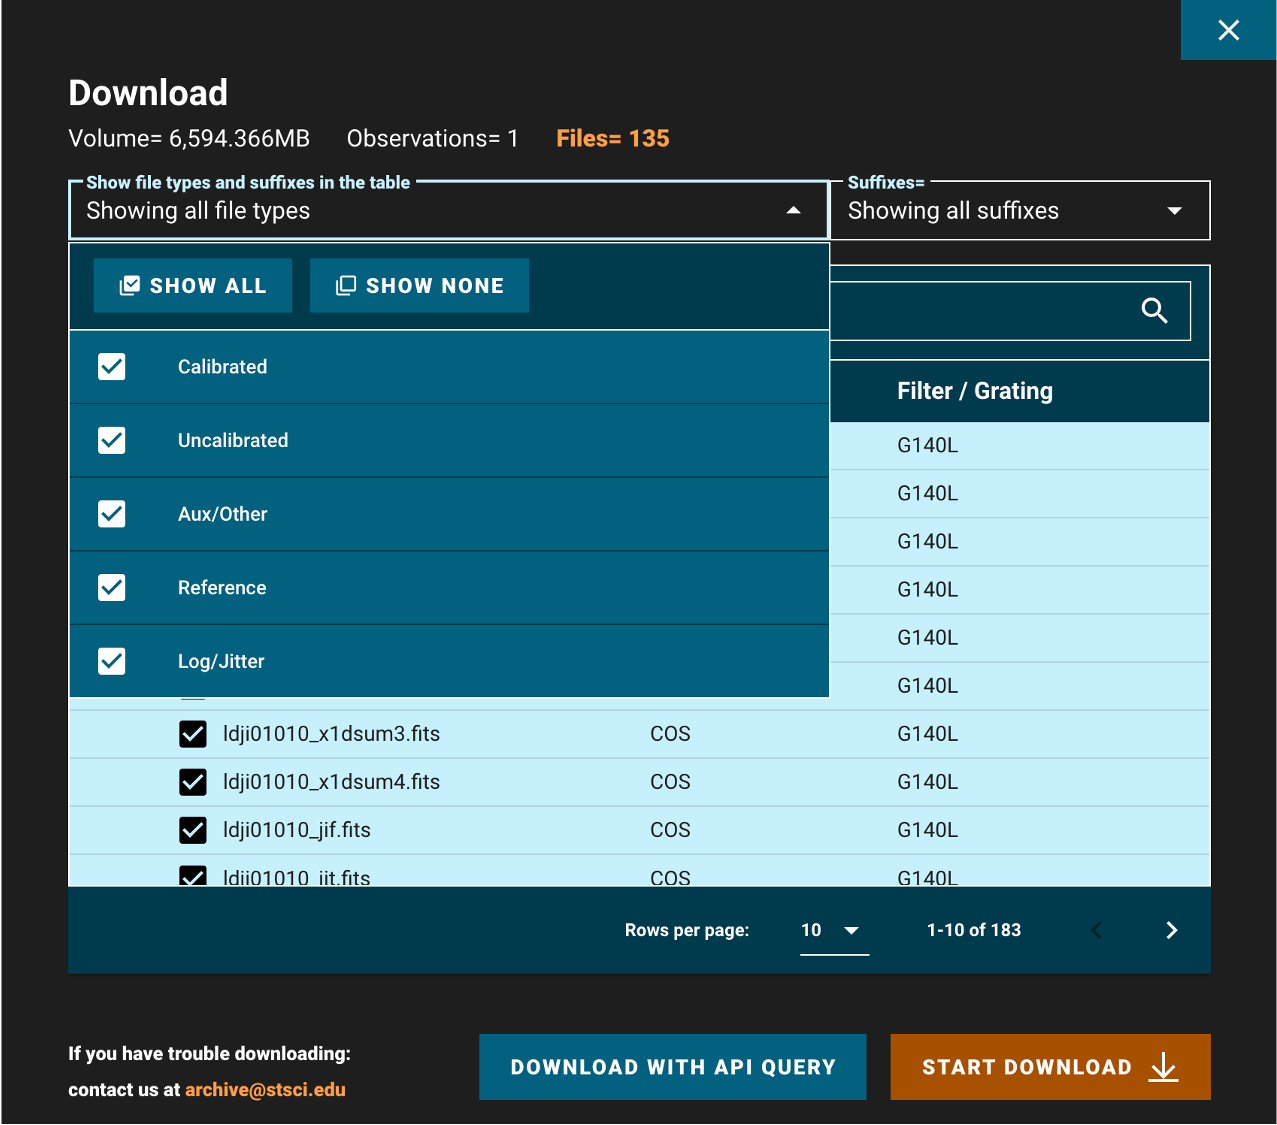 Download
Volume= 6,594.366MB Observations= 1 Files= 135
Show file types and suffixes in the table Suffixes=
Showing all file types Showing all suffixes
SHOW ALL SHOW NONE
Calibrated
Filter / Grating
Uncalibrated
G140L
G140L
Aux/Other
G140L
Reference
G140L
G140L
Log/Jitter
G140L
ldji01010_x1dsum3.fits COS G140L
ldji01010_x1dsum4.fits COS G140L
ldji01010_jif.fits COS G140L
ldji01010_jit.fits COS G140L
Rows per page: 10 1-10 of 183
If you have trouble downloading:
contact us at archive@stsci.edu
DOWNLOAD WITH API QUERY START DOWNLOAD